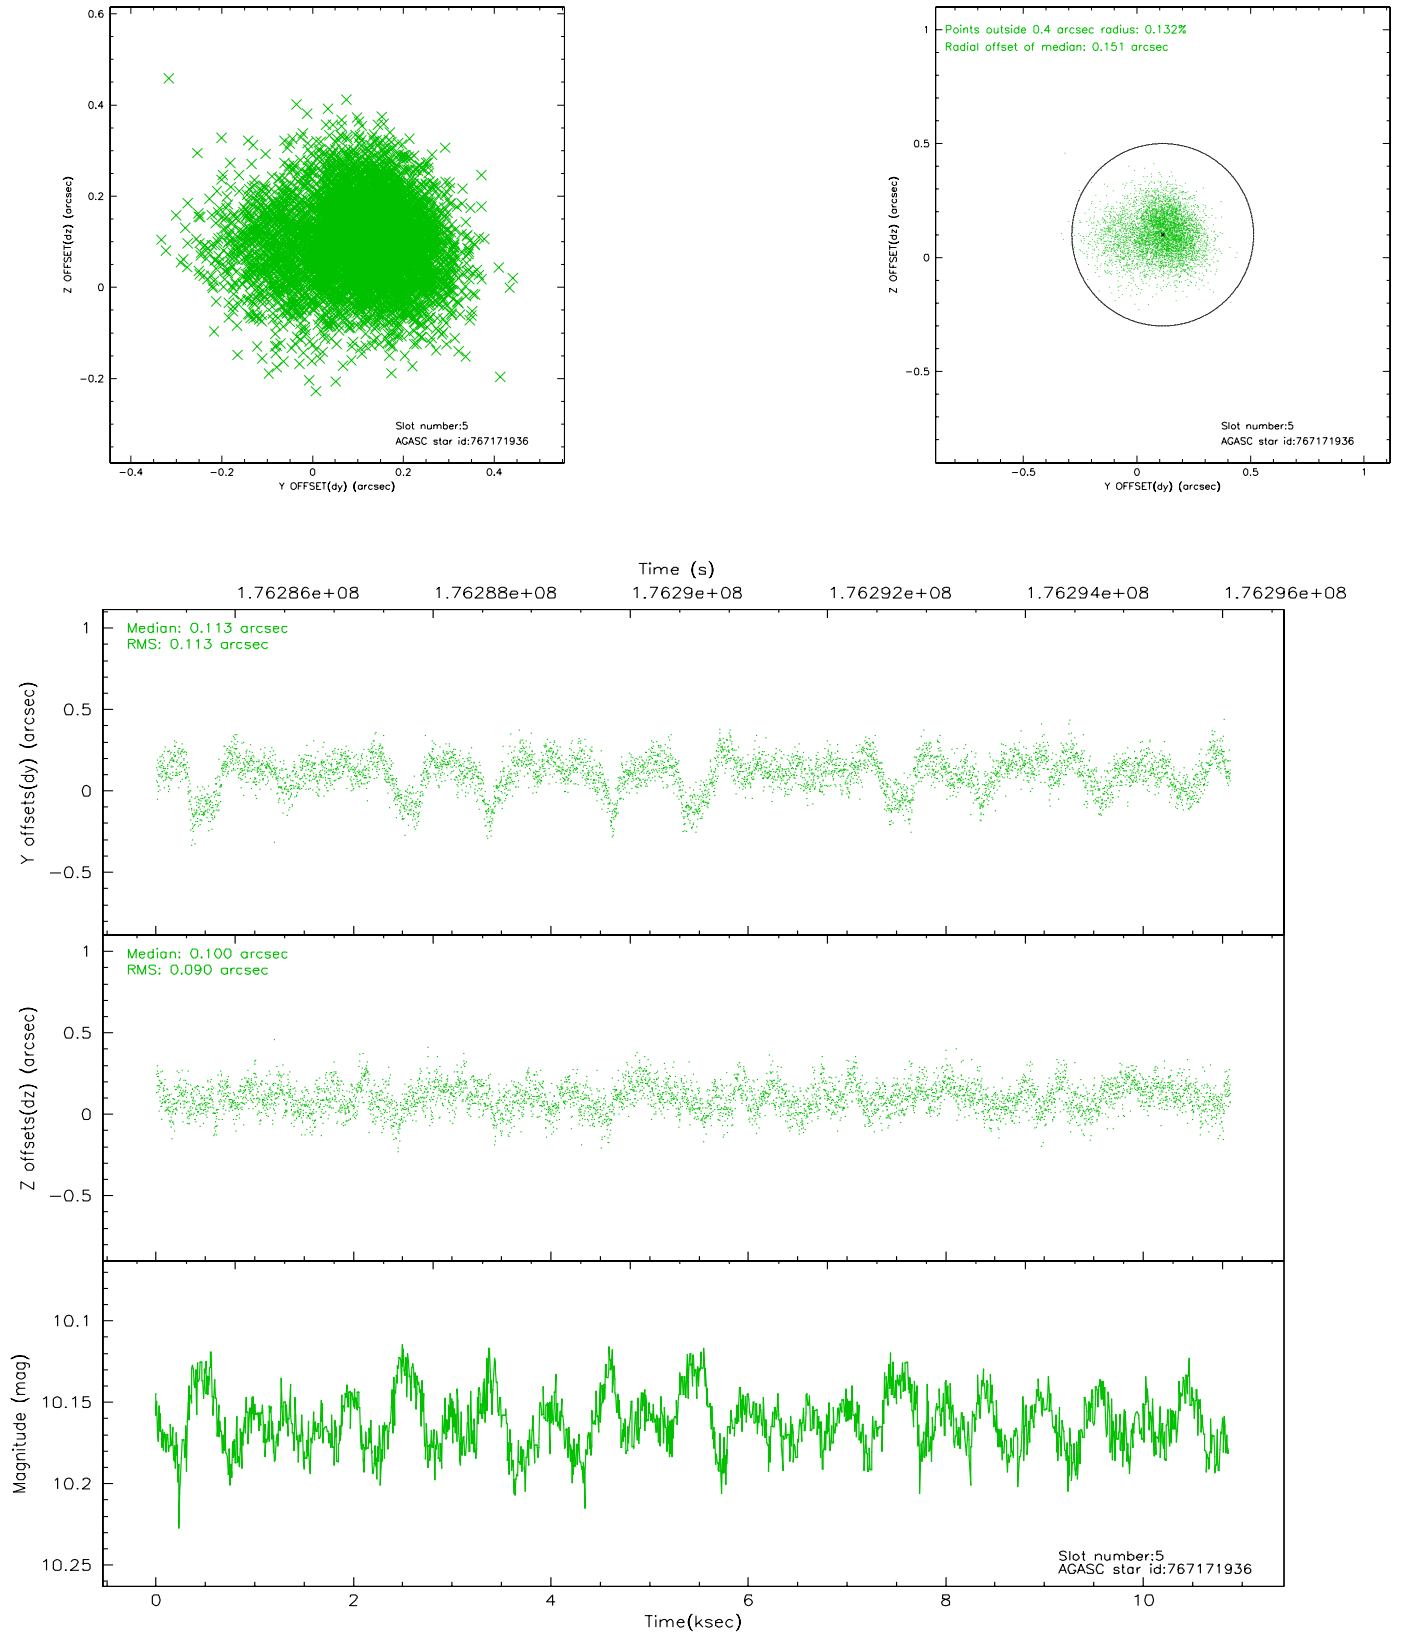 0.6
0.4
0.2
0
−0.2
−0.4
−0.2
0
0.2
0.4
Z OFFSET(dz) (arcsec)
Y OFFSET(dy) (arcsec)
Slot number:5
AGASC star id:767171936
Points outside 0.4 arcsec radius: 0.132%
Radial offset of median: 0.151 arcsec
1
0.5
0
−0.5
−0.5
0
0.5
1
Z OFFSET(dz) (arcsec)
Y OFFSET(dy) (arcsec)
Slot number:5
AGASC star id:767171936
Time (s)
1.76286e+08
1.76288e+08
1.7629e+08
1.76292e+08
1.76294e+08
1.76296e+08
Median: 0.113 arcsec
RMS: 0.113 arcsec
1
0.5
0
−0.5
Y offsets(dy) (arcsec)
Median: 0.100 arcsec
RMS: 0.090 arcsec
1
0.5
0
−0.5
Z offsets(dz) (arcsec)
10.1
10.15
10.2
10.25
Magnitude (mag)
Slot number:5
AGASC star id:767171936
0
2
4
6
8
10
Time(ksec)